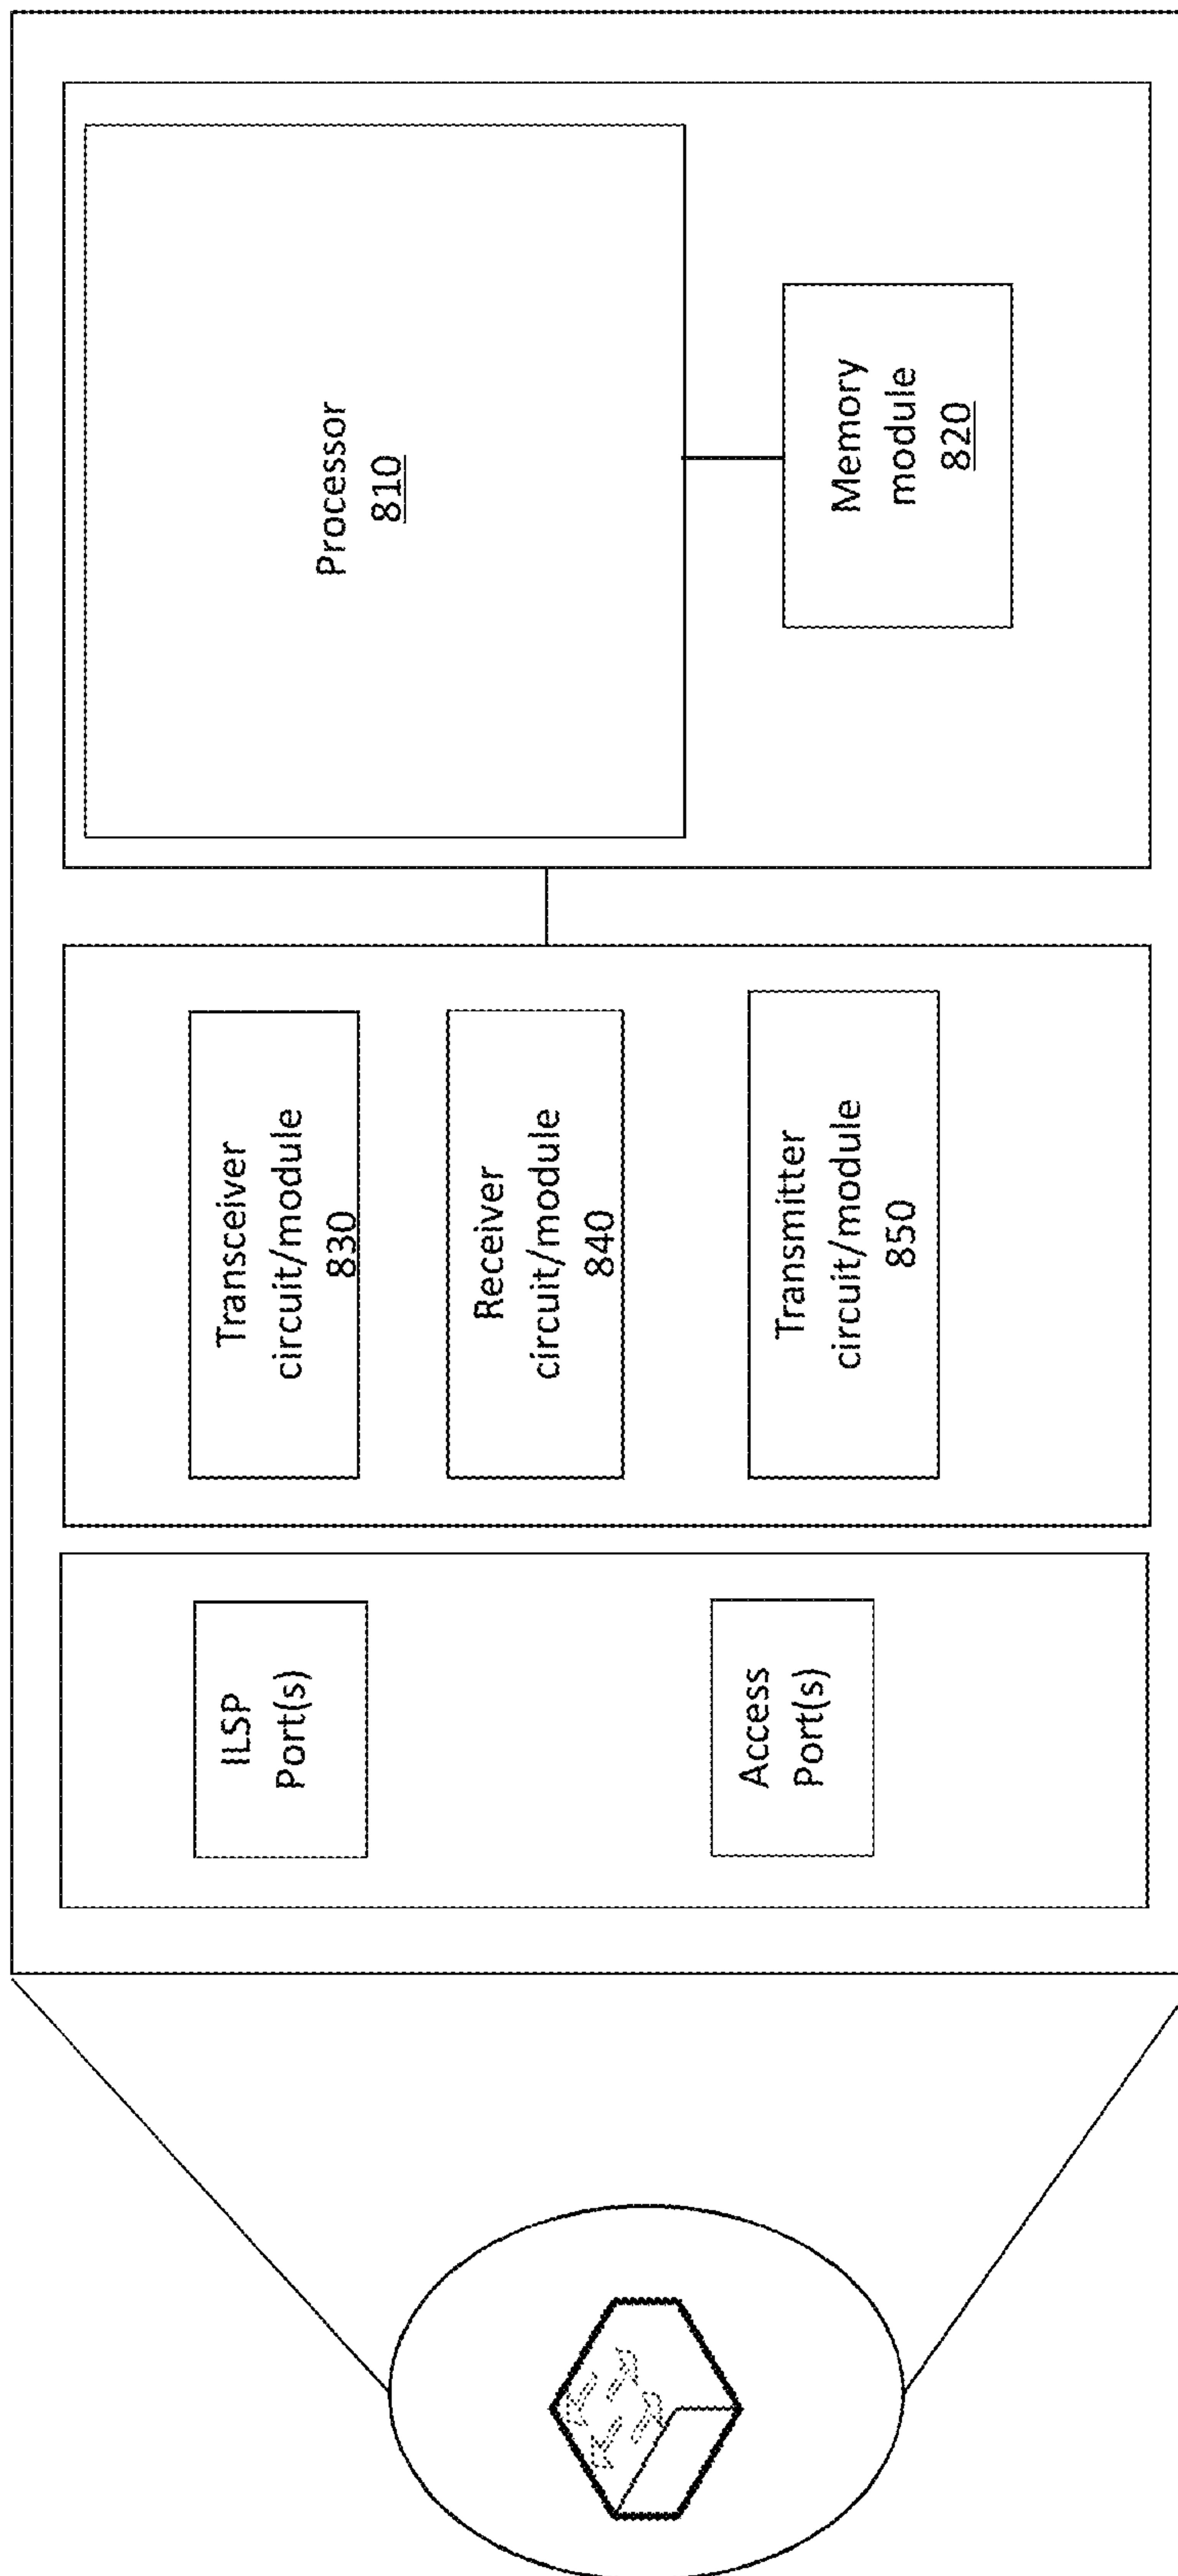 ILSP
Port(s)
Access
Port(s)
Transceiver
circuit/module
830
Receiver
circuit/module
840
Transmitter
circuit/module
850
Processor
810
Memory
module
820